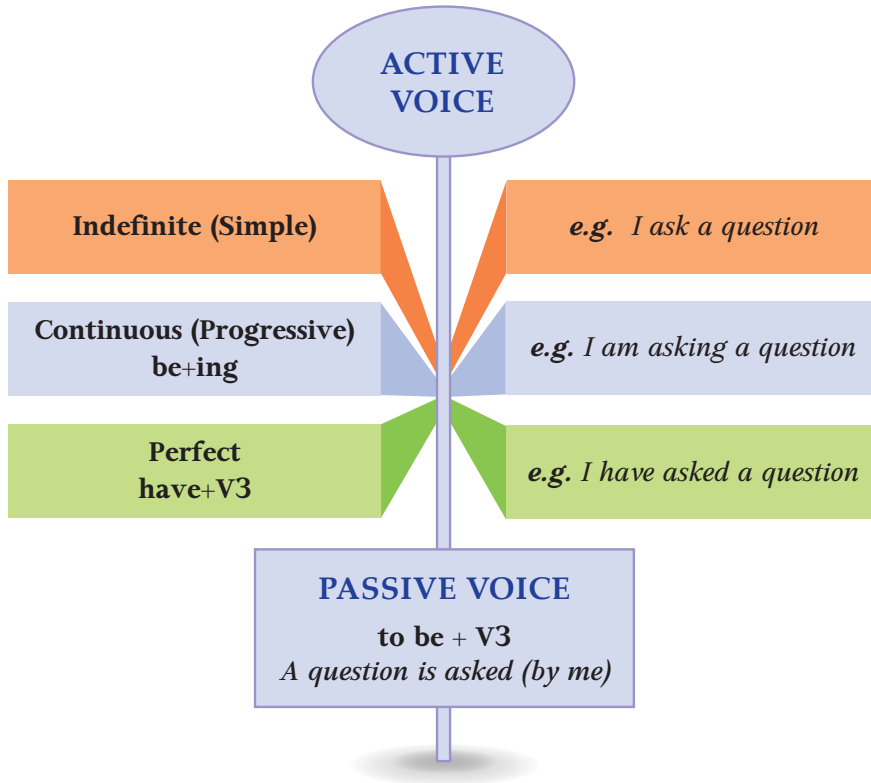 ACTIVE
VOICE
Indefinite (Simple)
e.g. I ask a question
Continuous (Progressive)
be+ing
e.g. I am asking a question
Perfect
have+V3
e.g. I have asked a question
PASSIVE VOICE
to be + V3
A question is asked (by me)